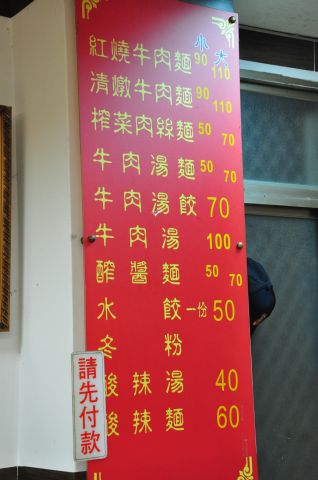 小 大
紅燒牛肉麵 90 110
清燉牛肉麵 90 110
榨菜肉絲麵 50 70
牛肉湯麵 50 70
牛肉湯餃 70
牛肉湯 100
醡醬麵 50 70
水餃 一份 50
冬粉
酸辣湯 40
酸辣麵 60
請先付款